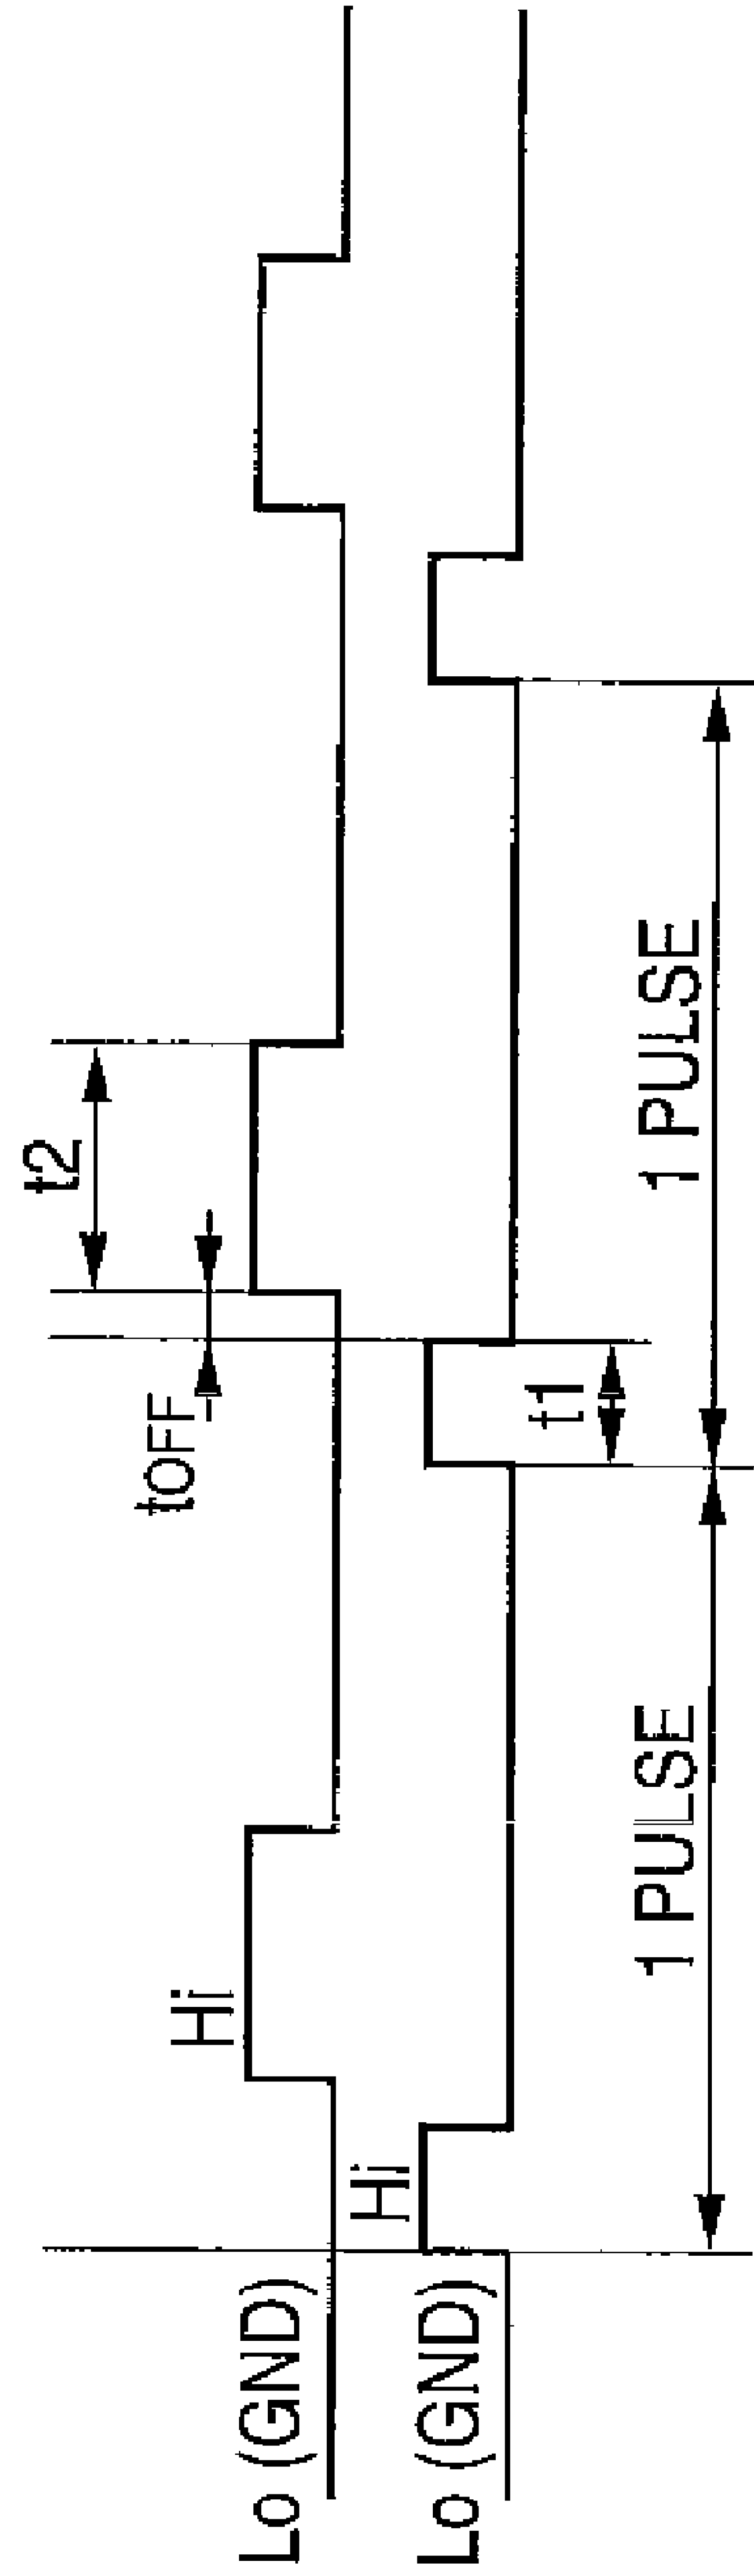 t2
tOFF
Hi
Lo (GND)
Hi
Lo (GND)
t1
1 PULSE
1 PULSE